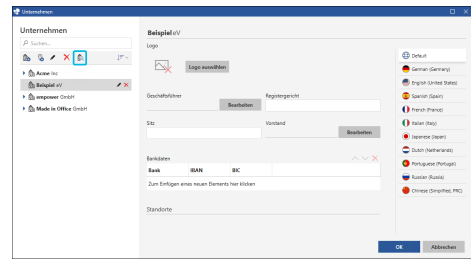 Unternehmen
Unternehmen
Suchen...
Acme Inc
Beispiel eV
empower GmbH
Made in Office GmbH
Beispiel eV
Logo
Logo auswählen
Geschäftsführer
Registergericht
Bearbeiten
Sitz
Vorstand
Bearbeiten
Bankdaten
Bank IBAN BIC
Zum Einfügen eines neuen Elements hier klicken
Standorte
Default
German (Germany)
English (United States)
Spanish (Spain)
French (France)
Italian (Italy)
Japanese (Japan)
Dutch (Netherlands)
Portuguese (Portugal)
Russian (Russia)
Chinese (Simplified, PRC)
OK Abbrechen